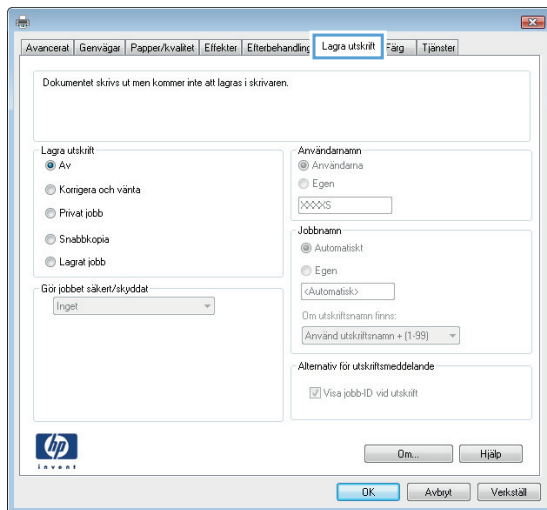 Avancerat Genvägar Papper/kvalitet Effekter Efterbehandling Lagra utskrift Färg Tjänster
Dokumentet skrivs ut men kommer inte att lagras i skrivaren.
Lagra utskrift
Av
Korrigera och vänta
Privat jobb
Snabbkopia
Lagrat jobb
Gör jobbet säkert/skyddat
Inget
Användarnamn
Användarna
Egen
XXXXS
Jobbnamn
Automatiskt
Egen
<Automatisk>
Om utskriftsnamn finns:
Använd utskriftsnamn + (1-99)
Alternativ för utskriftsmeddelande
Visa jobb-ID vid utskrift
hp
invent
Om... Hjälp
OK Avbryt Verkställ